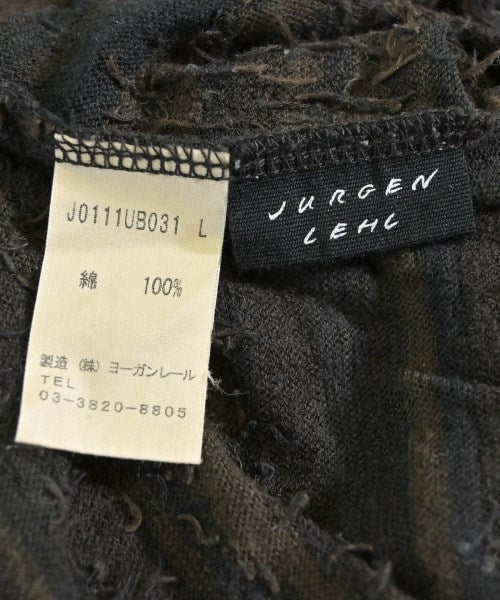 J0111UB031 L
綿 100%
製造 (株) ヨーガンレール
TEL
03-3820-8805
JURGEN
LEHL